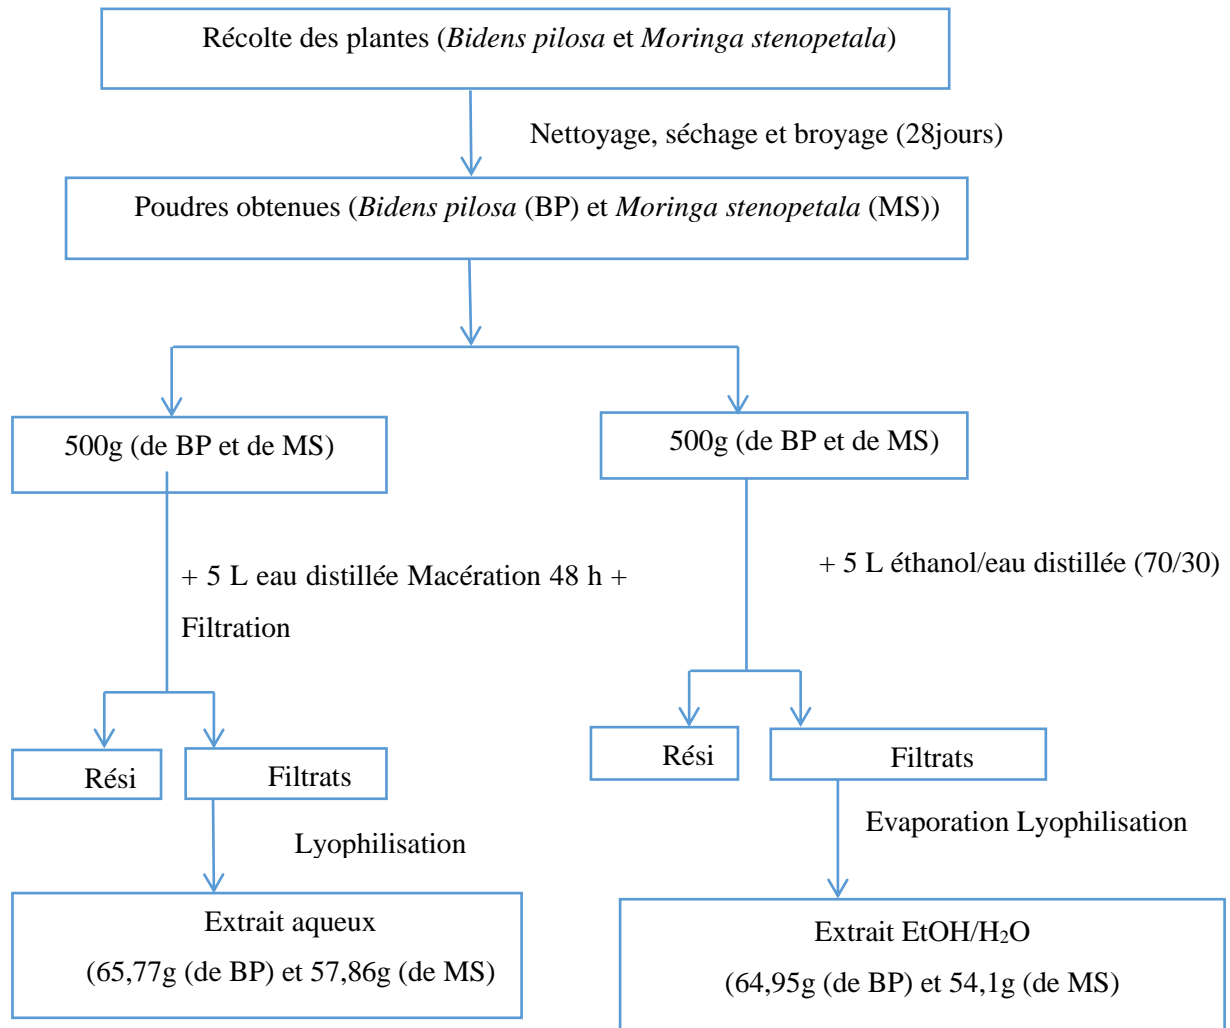 Récolte des plantes (Bidens pilosa et Moringa stenopetala)
Nettoyage, séchage et broyage (28jours)
Poudres obtenues (Bidens pilosa (BP) et Moringa stenopetala (MS))
500g (de BP et de MS)
500g (de BP et de MS)
+ 5 L eau distillée Macération 48 h +
Filtration
+ 5 L éthanol/eau distillée (70/30)
Rési
Filtrats
Rési
Filtrats
Lyophilisation
Evaporation Lyophilisation
Extrait aqueux
(65,77g (de BP) et 57,86g (de MS)
Extrait EtOH/H₂O
(64,95g (de BP) et 54,1g (de MS)